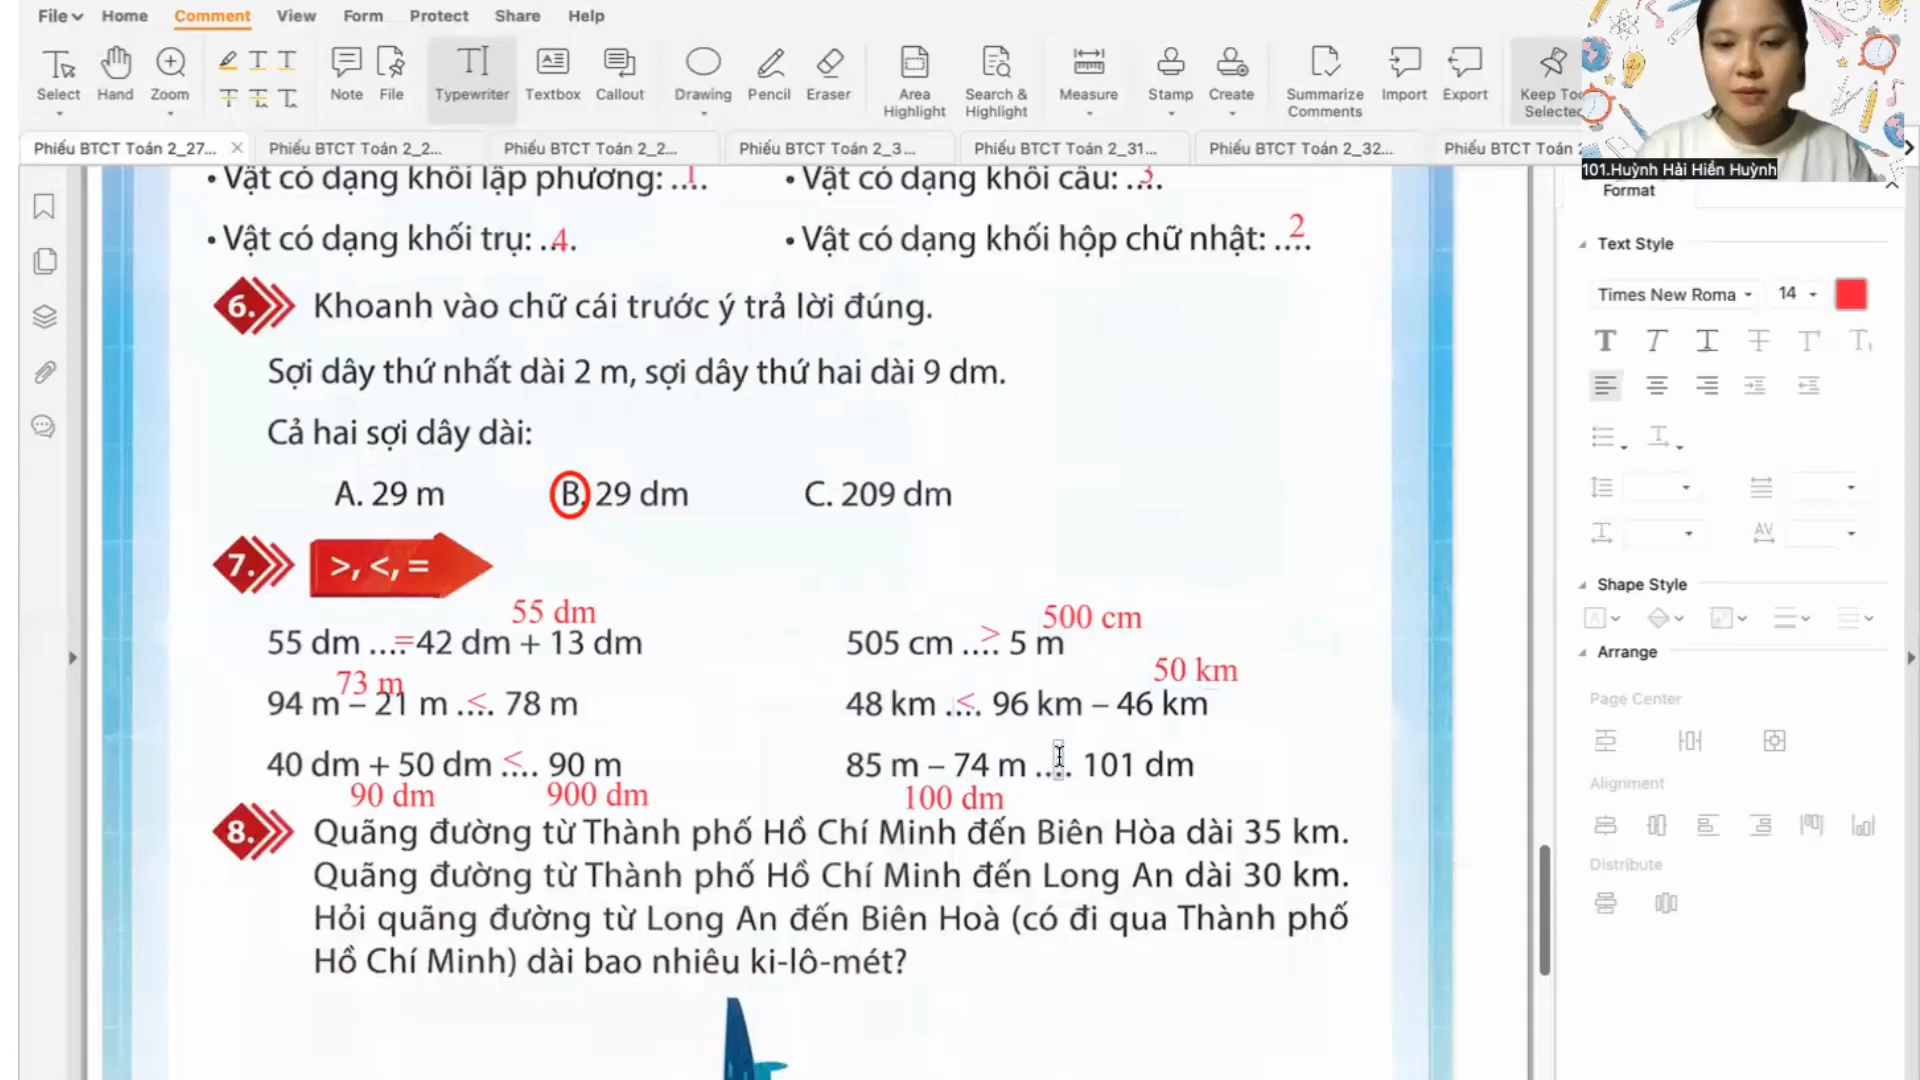 File Home Comment View Form Protect Share Help
Select Hand Zoom Note File Typewriter Textbox Callout Drawing Pencil Eraser Area Highlight Search & Highlight Measure Stamp Create Summarize Comments Import Export Keep Selected
Phiếu BTCT Toán 2_27... Phiếu BTCT Toán 2_2... Phiếu BTCT Toán 2_2... Phiếu BTCT Toán 2_3... Phiếu BTCT Toán 2_31... Phiếu BTCT Toán 2_32... Phiếu BTCT Toán
101.Huỳnh Hải Hiền Huỳnh
• Vật có dạng khối lập phương: .1.. • Vật có dạng khối cầu: ..3.
• Vật có dạng khối trụ: ..4. • Vật có dạng khối hộp chữ nhật: .... 2
6. Khoanh vào chữ cái trước ý trả lời đúng.
Sợi dây thứ nhất dài 2 m, sợi dây thứ hai dài 9 dm.
Cả hai sợi dây dài:
A. 29 m B. 29 dm C. 209 dm
7. >, <, =
55 dm 500 cm
55 dm ....= 42 dm + 13 dm 505 cm ..>.. 5 m
73 m 50 km
94 m – 21 m ..<.. 78 m 48 km ..<.. 96 km – 46 km
40 dm + 50 dm ..<.. 90 m 85 m – 74 m .... 101 dm
90 dm 900 dm 100 dm
8. Quãng đường từ Thành phố Hồ Chí Minh đến Biên Hòa dài 35 km.
Quãng đường từ Thành phố Hồ Chí Minh đến Long An dài 30 km.
Hỏi quãng đường từ Long An đến Biên Hoà (có đi qua Thành phố
Hồ Chí Minh) dài bao nhiêu ki-lô-mét?
Format
Text Style
Times New Roma 14
Shape Style
Arrange
Page Center
Alignment
Distribute